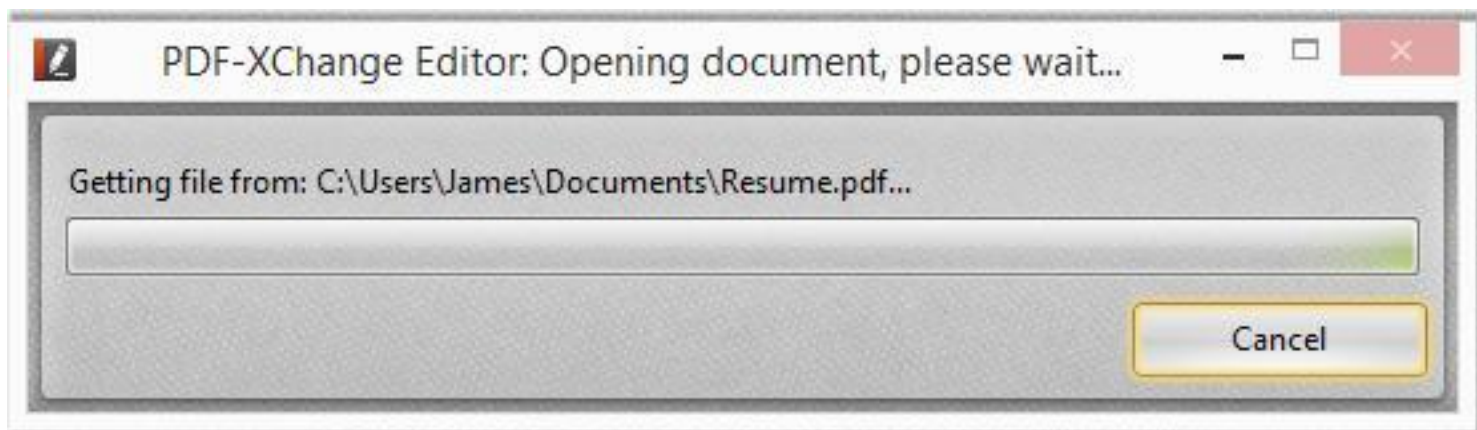 PDF-XChange Editor: Opening document, please wait...
Getting file from: C:\Users\James\Documents\Resume.pdf...
Cancel